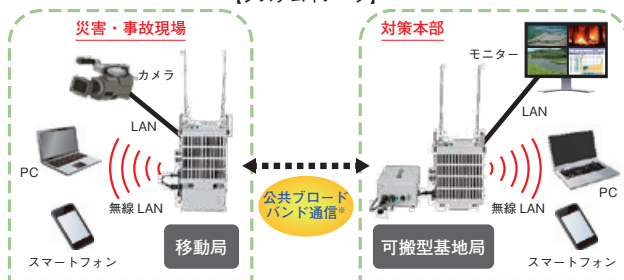 災害・事故現場
カメラ
LAN
PC
無線 LAN
スマートフォン
移動局
公共ブロード
バンド通信※
対策本部
モニター
LAN
PC
無線 LAN
スマートフォン
可搬型基地局